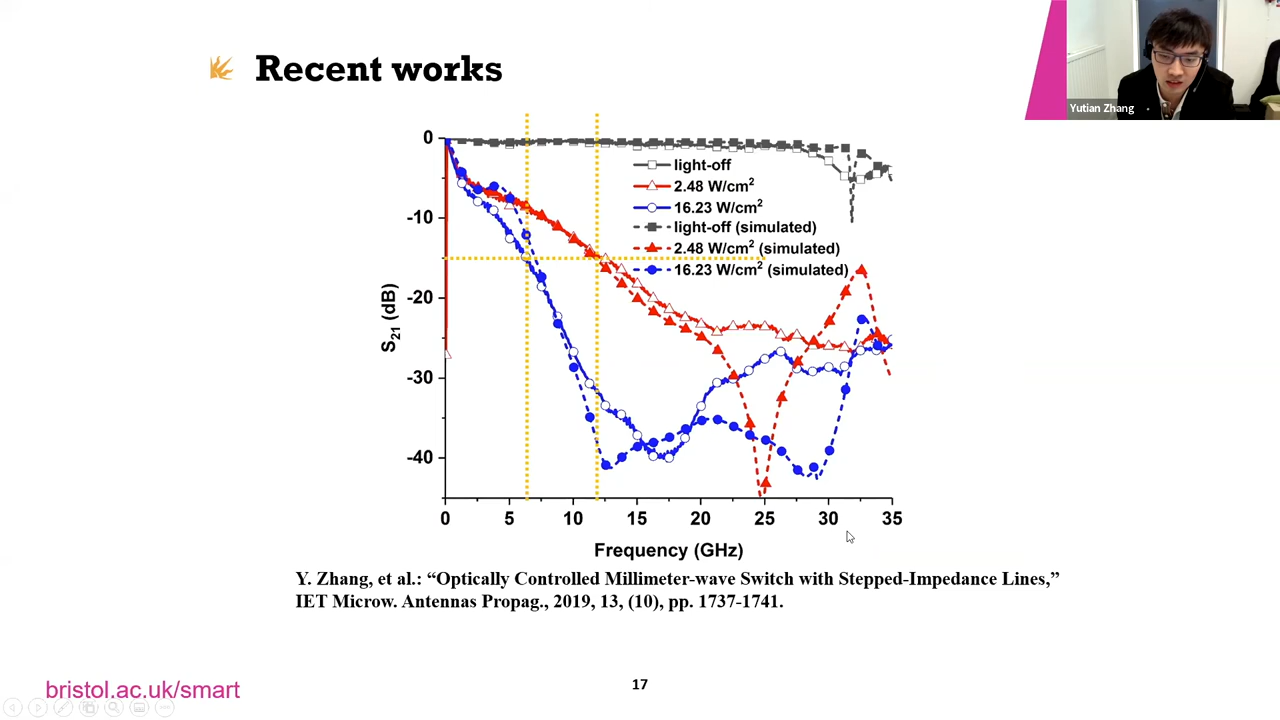 Recent works
Yutian Zhang
0
-10
-20
-30
-40
S21 (dB)
light-off
2.48 W/cm²
16.23 W/cm²
light-off (simulated)
2.48 W/cm² (simulated)
16.23 W/cm² (simulated)
0 5 10 15 20 25 30 35
Frequency (GHz)
Y. Zhang, et al.: “Optically Controlled Millimeter-wave Switch with Stepped-Impedance Lines,”
IET Microw. Antennas Propag., 2019, 13, (10), pp. 1737-1741.
bristol.ac.uk/smart
17